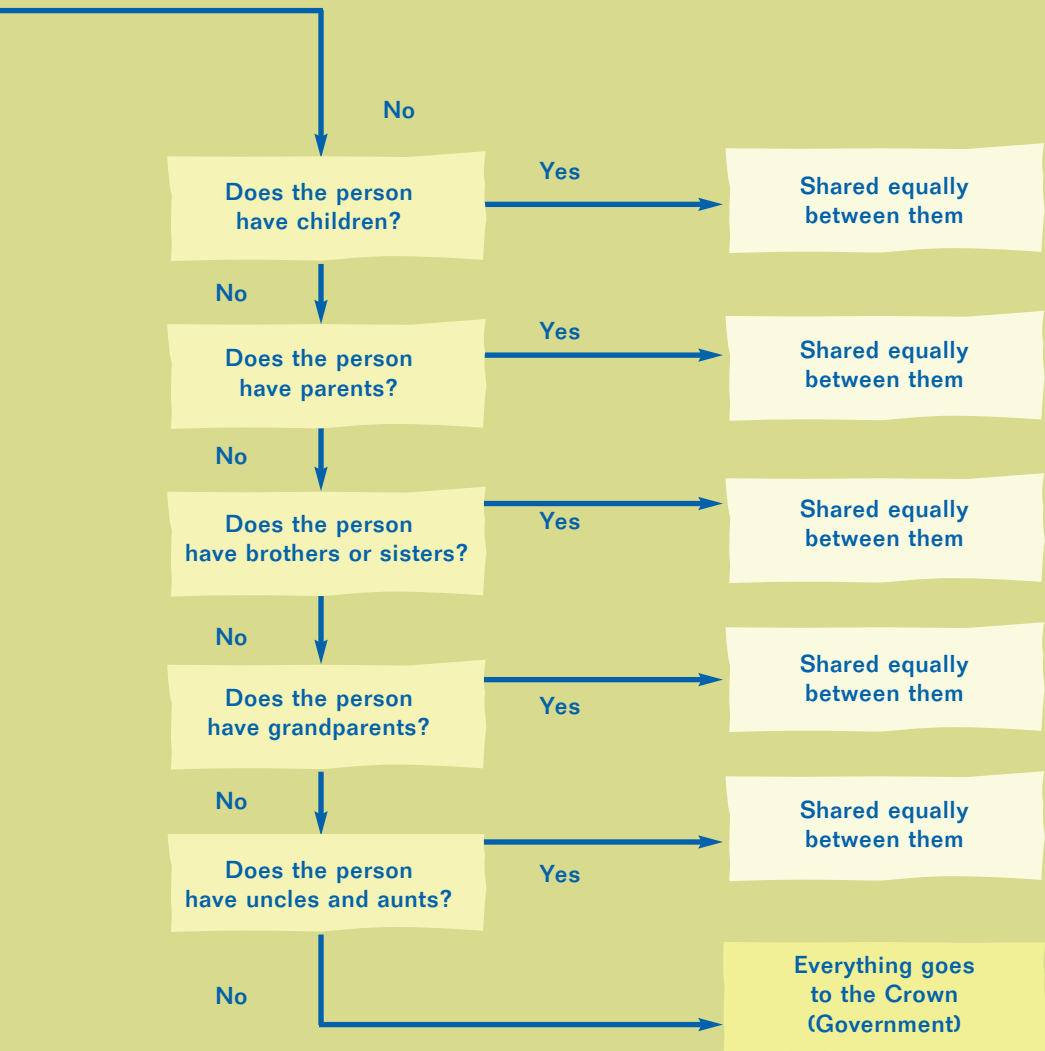 No
Does the person
have children?
Yes
Shared equally
between them
No
Does the person
have parents?
Yes
Shared equally
between them
No
Does the person
have brothers or sisters?
Yes
Shared equally
between them
No
Does the person
have grandparents?
Yes
Shared equally
between them
No
Does the person
have uncles and aunts?
Yes
Shared equally
between them
No
Everything goes
to the Crown
(Government)